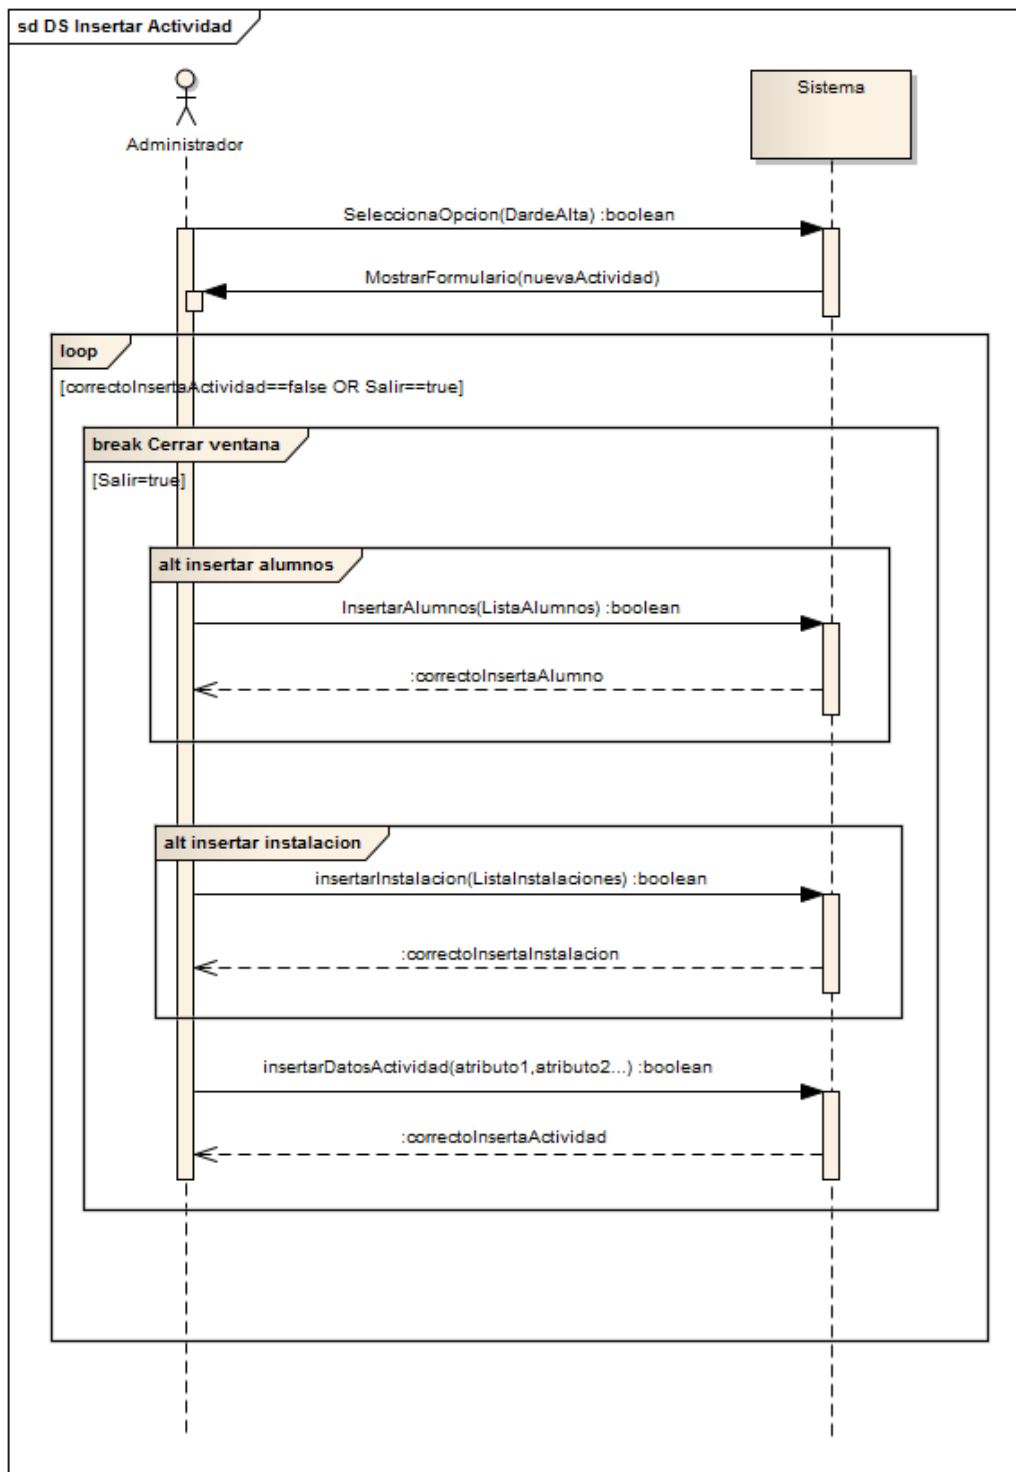 sd DS Insertar Actividad
Administrador
Sistema
SeleccionaOpcion(DardeAlta) :boolean
MostrarFormulario(nuevaActividad)
loop
[correctoInsertaActividad==false OR Salir==true]
break Cerrar ventana
[Salir=true]
alt insertar alumnos
InsertarAlumnos(ListaAlumnos) :boolean
:correctoInsertaAlumno
alt insertar instalacion
insertarInstalacion(ListaInstalaciones) :boolean
:correctoInsertaInstalacion
insertarDatosActividad(atributo1,atributo2...) :boolean
:correctoInsertaActividad